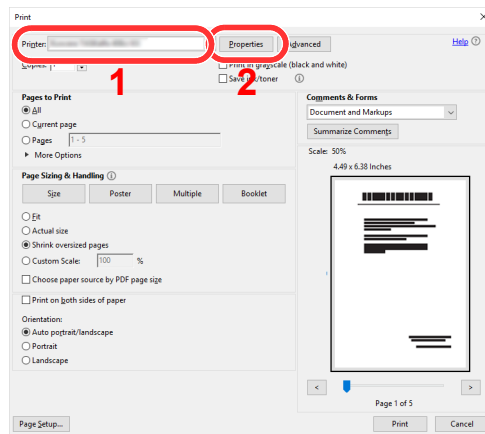 Print
Printer:
Properties
Advanced
Help
Copies:
Print in grayscale (black and white)
Save ink/toner
1
2
Pages to Print
All
Current page
Pages 1 - 5
More Options
Page Sizing & Handling
Size Poster Multiple Booklet
Fit
Actual size
Shrink oversized pages
Custom Scale: 100 %
Choose paper source by PDF page size
Print on both sides of paper
Orientation:
Auto portrait/landscape
Portrait
Landscape
Comments & Forms
Document and Markups
Summarize Comments
Scale: 50%
4.49 x 6.38 Inches
< >
Page 1 of 5
Page Setup... Print Cancel